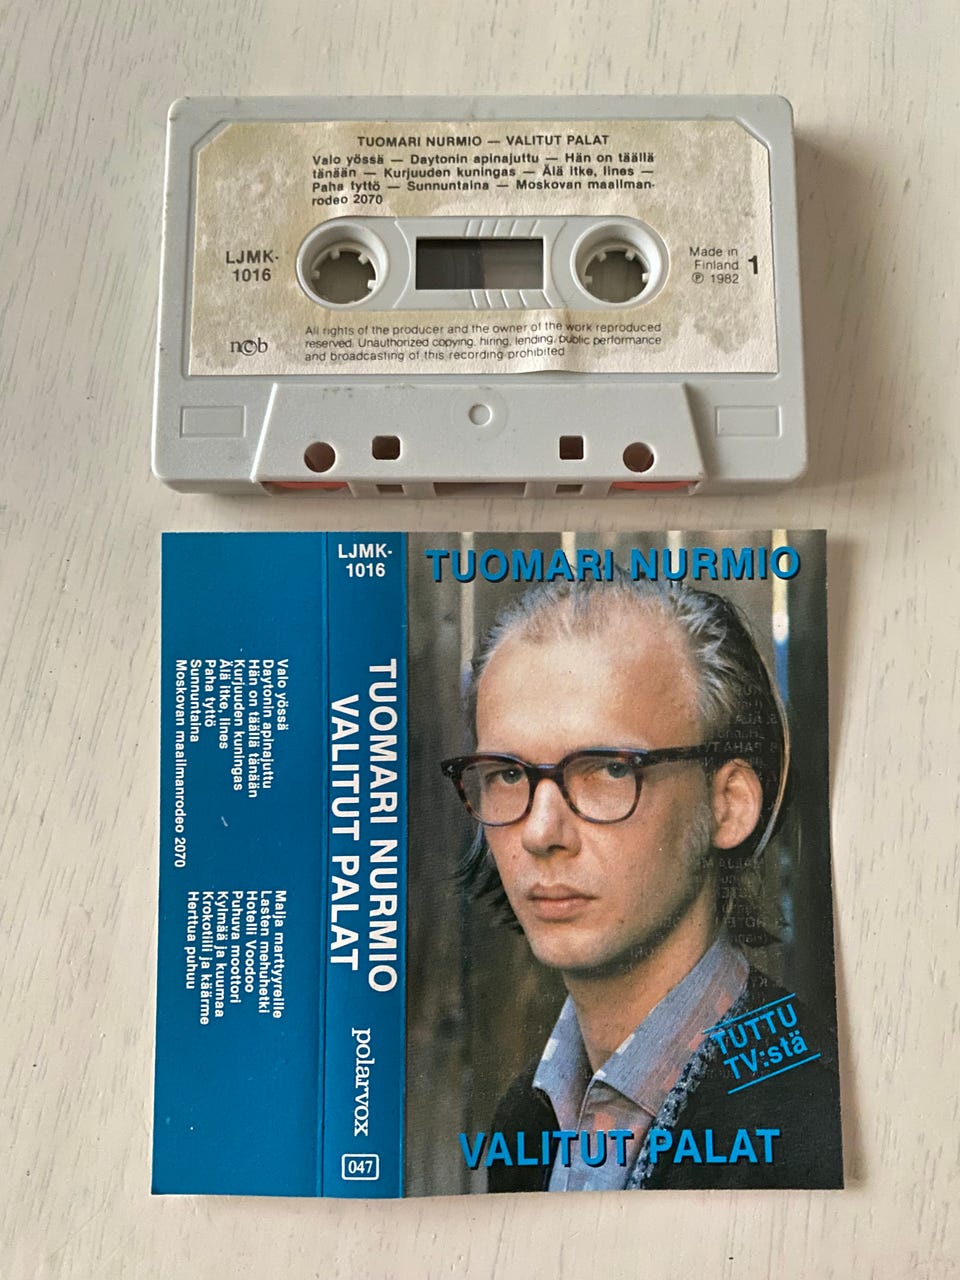 TUOMARI NURMIO — VALITUT PALAT
Valo yössä — Daytonin apinajuttu — Hän on täällä
tänään — Kurjuuden kuningas — Älä itke, Iines —
Paha tyttö — Sunnuntaina — Moskovan maailman-
rodeo 2070
LJMK-
1016
Made in
Finland
℗ 1982
1
ncb
All rights of the producer and the owner of the work reproduced
reserved. Unauthorized copying, hiring, lending, public performance
and broadcasting of this recording prohibited
Valo yössä
Daytonin apinajuttu
Hän on täällä tänään
Kurjuuden kuningas
Älä itke, Iines
Paha tyttö
Sunnuntaina
Moskovan maailmanrodeo 2070
Malja marttyyreille
Lasten mehuhetki
Hotelli Voodoo
Puhuva moottori
Kylmää ja kuumaa
Krokotiili ja käärme
Herttua puhuu
LJMK-
1016
TUOMARI NURMIO
VALITUT PALAT
polarvox
047
TUOMARI NURMIO
TUTTU
TV:stä
VALITUT PALAT